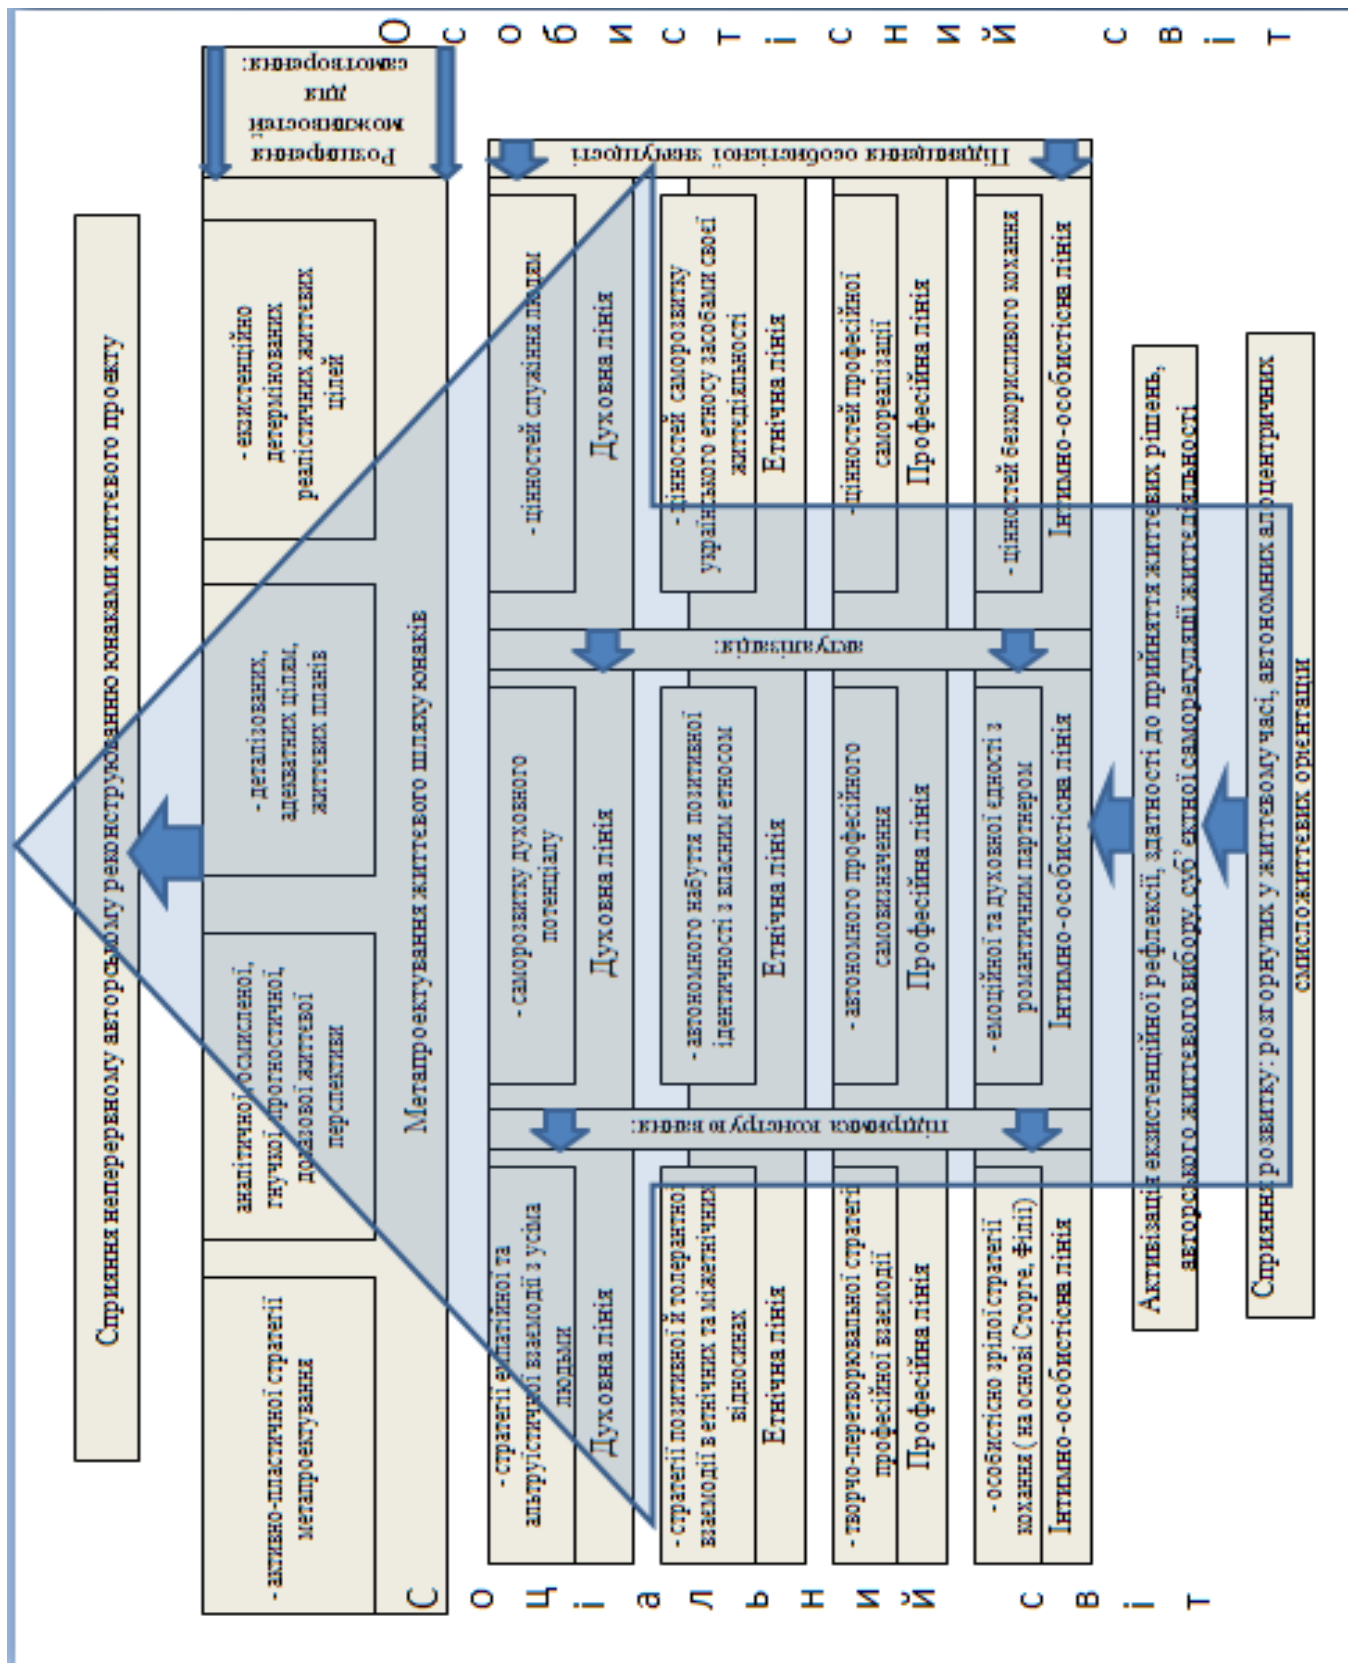 Особистісний світ
Сприяння неперервному авторському реконструюванню юнаками життєвого проекту
Розширення
можливостей
для
самотворення:
- активно-пластичної стратегії
метапроектування
аналітичної, осмисленої,
гнучкої прогностичної,
дофазової життєвої
перспективи
- деталізованих,
адекватних цілям,
життєвих планів
- екзистенційно
детермінованих
реалістичних життєвих
цілей
Метапроектування життєвого шляху юнаків
Підвищення особистісної значущості
- цінностей служіння людям
Духовна лінія
- цінностей саморозвитку
українського етносу засобами своєї
життєдіяльності
Етнічна лінія
- цінностей професійної
самореалізації
Професійна лінія
- цінностей безкорисливого кохання
Інтимно-особистісна лінія
актуалізація:
- саморозвитку духовного
потенціалу
Духовна лінія
- автономного набуття позитивної
ідентичності з власним етносом
Етнічна лінія
- автономного професійного
самовизначення
Професійна лінія
- емоційної та духовної єдності з
романтичним партнером
Інтимно-особистісна лінія
підтримка конструювання:
- стратегії емпатійної та
альтруїстичної взаємодії з усіма
людьми
Духовна лінія
- стратегії позитивної й толерантної
взаємодії в етнічних та міжетнічних
відносинах
Етнічна лінія
- творчо-перетворювальної стратегії
професійної взаємодії
Професійна лінія
- особистісно зрілої стратегії
кохання ( на основі Сторге, Філії)
Інтимно-особистісна лінія
Активізація екзистенційної рефлексії, здатності до прийняття життєвих рішень,
авторського життєвого вибору, суб’єктної саморегуляції життєдіяльності
Сприяння розвитку: розгорнутих у життєвому часі, автономних алоцентричних
смисложиттєвих орієнтацій
Соціальний світ